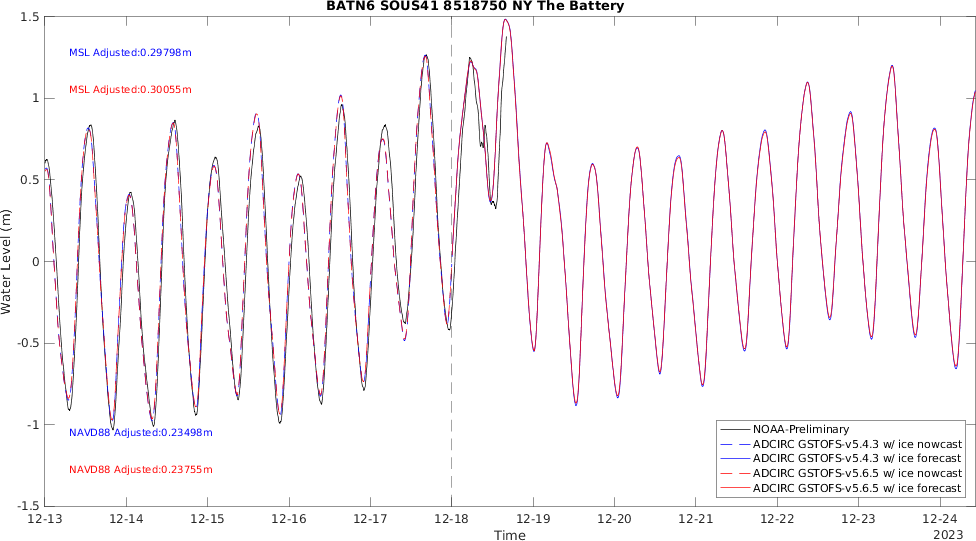 BATN6 SOUS41 8518750 NY The Battery
1.5
1
0.5
0
-0.5
-1
-1.5
Water Level (m)
MSL Adjusted:0.29798m
MSL Adjusted:0.30055m
NAVD88 Adjusted:0.23498m
NAVD88 Adjusted:0.23755m
NOAA-Preliminary
ADCIRC GSTOFS-v5.4.3 w/ ice nowcast
ADCIRC GSTOFS-v5.4.3 w/ ice forecast
ADCIRC GSTOFS-v5.6.5 w/ ice nowcast
ADCIRC GSTOFS-v5.6.5 w/ ice forecast
12-13 12-14 12-15 12-16 12-17 12-18 12-19 12-20 12-21 12-22 12-23 12-24
Time
2023